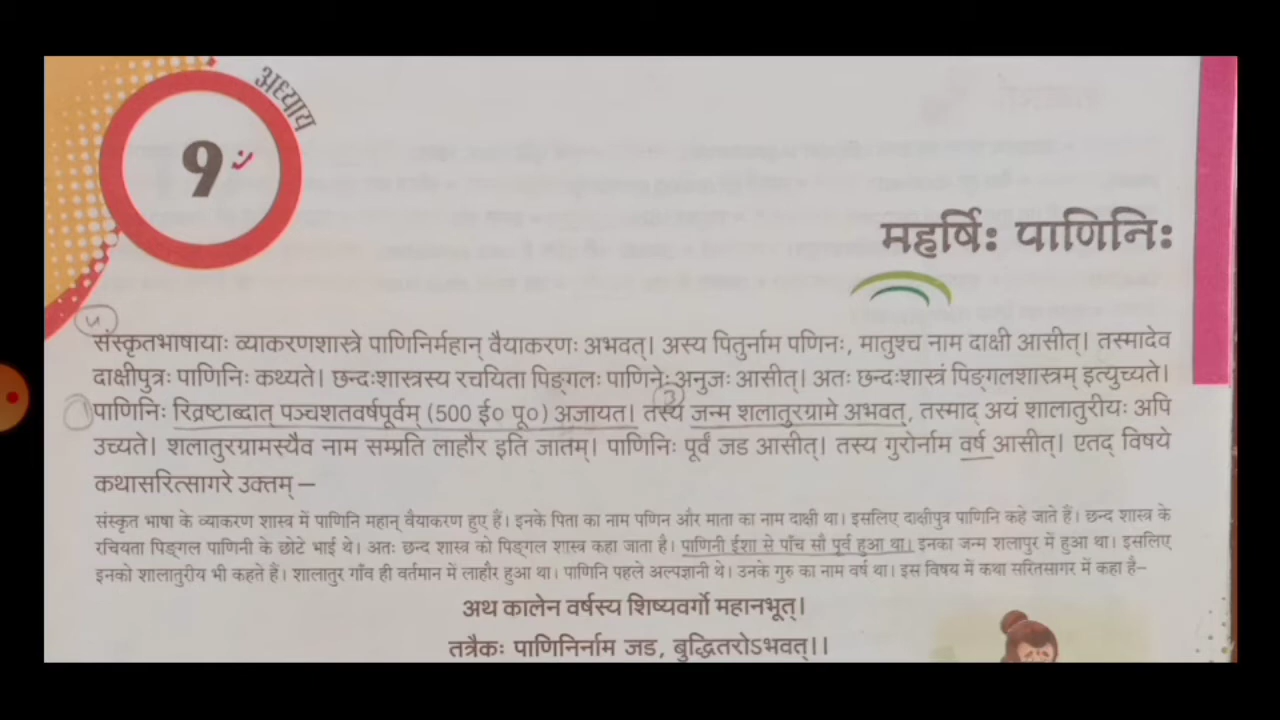 अध्याय
9
महर्षिः पाणिनिः
संस्कृतभाषायाः व्याकरणशास्त्रे पाणिनिर्महान् वैयाकरणः अभवत्। अस्य पितुर्नाम पणिनः, मातुश्च नाम दाक्षी आसीत्। तस्मादेव
दाक्षीपुत्रः पाणिनिः कथ्यते। छन्दःशास्त्रस्य रचयिता पिङ्गलः पाणिनेः अनुजः आसीत्। अतः छन्दःशास्त्रं पिङ्गलशास्त्रम् इत्युच्यते।
पाणिनिः ख्रिष्टाब्दात् पञ्चशतवर्षपूर्वम् (500 ई० पू०) अजायत। तस्य जन्म शलातुरग्रामे अभवत्, तस्माद् अयं शालातुरीयः अपि
उच्यते। शलातुरग्रामस्यैव नाम सम्प्रति लाहौर इति जातम्। पाणिनिः पूर्वं जड आसीत्। तस्य गुरोर्नाम वर्ष आसीत्। एतद् विषये
कथासरित्सागरे उक्तम् –
संस्कृत भाषा के व्याकरण शास्त्र में पाणिनि महान् वैयाकरण हुए हैं। इनके पिता का नाम पणिन और माता का नाम दाक्षी था। इसलिए दाक्षीपुत्र पाणिनि कहे जाते हैं। छन्द शास्त्र के
रचियता पिङ्गल पाणिनी के छोटे भाई थे। अतः छन्द शास्त्र को पिङ्गल शास्त्र कहा जाता है। पाणिनी ईशा से पाँच सौ पूर्व हुआ था। इनका जन्म शलापुर में हुआ था। इसलिए
इनको शालातुरीय भी कहते हैं। शालातुर गाँव ही वर्तमान में लाहौर हुआ था। पाणिनि पहले अल्पज्ञानी थे। उनके गुरु का नाम वर्ष था। इस विषय में कथा सरितसागर में कहा है–
अथ कालेन वर्षस्य शिष्यवर्गो महानभूत्।
तत्रैकः पाणिनिर्नाम जड, बुद्धितरोऽभवत्।।